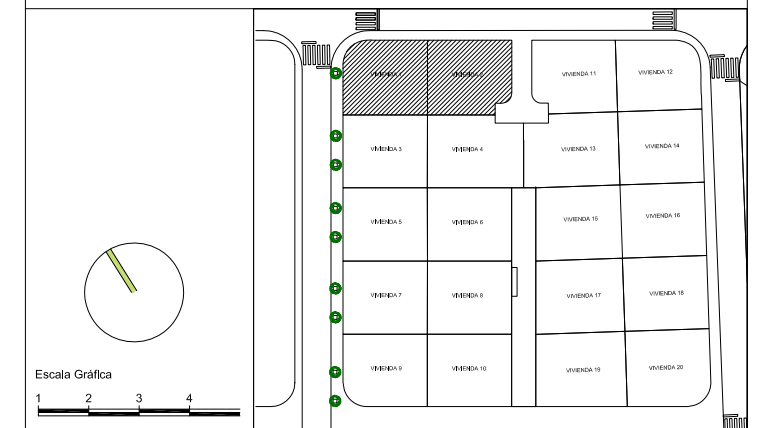 VIVIENDA 1
VIVIENDA 2
VIVIENDA 11
VIVIENDA 12
VIVIENDA 3
VIVIENDA 4
VIVIENDA 13
VIVIENDA 14
VIVIENDA 5
VIVIENDA 6
VIVIENDA 15
VIVIENDA 16
VIVIENDA 7
VIVIENDA 8
VIVIENDA 17
VIVIENDA 18
VIVIENDA 9
VIVIENDA 10
VIVIENDA 19
VIVIENDA 20
Escala Gráfica
1 2 3 4